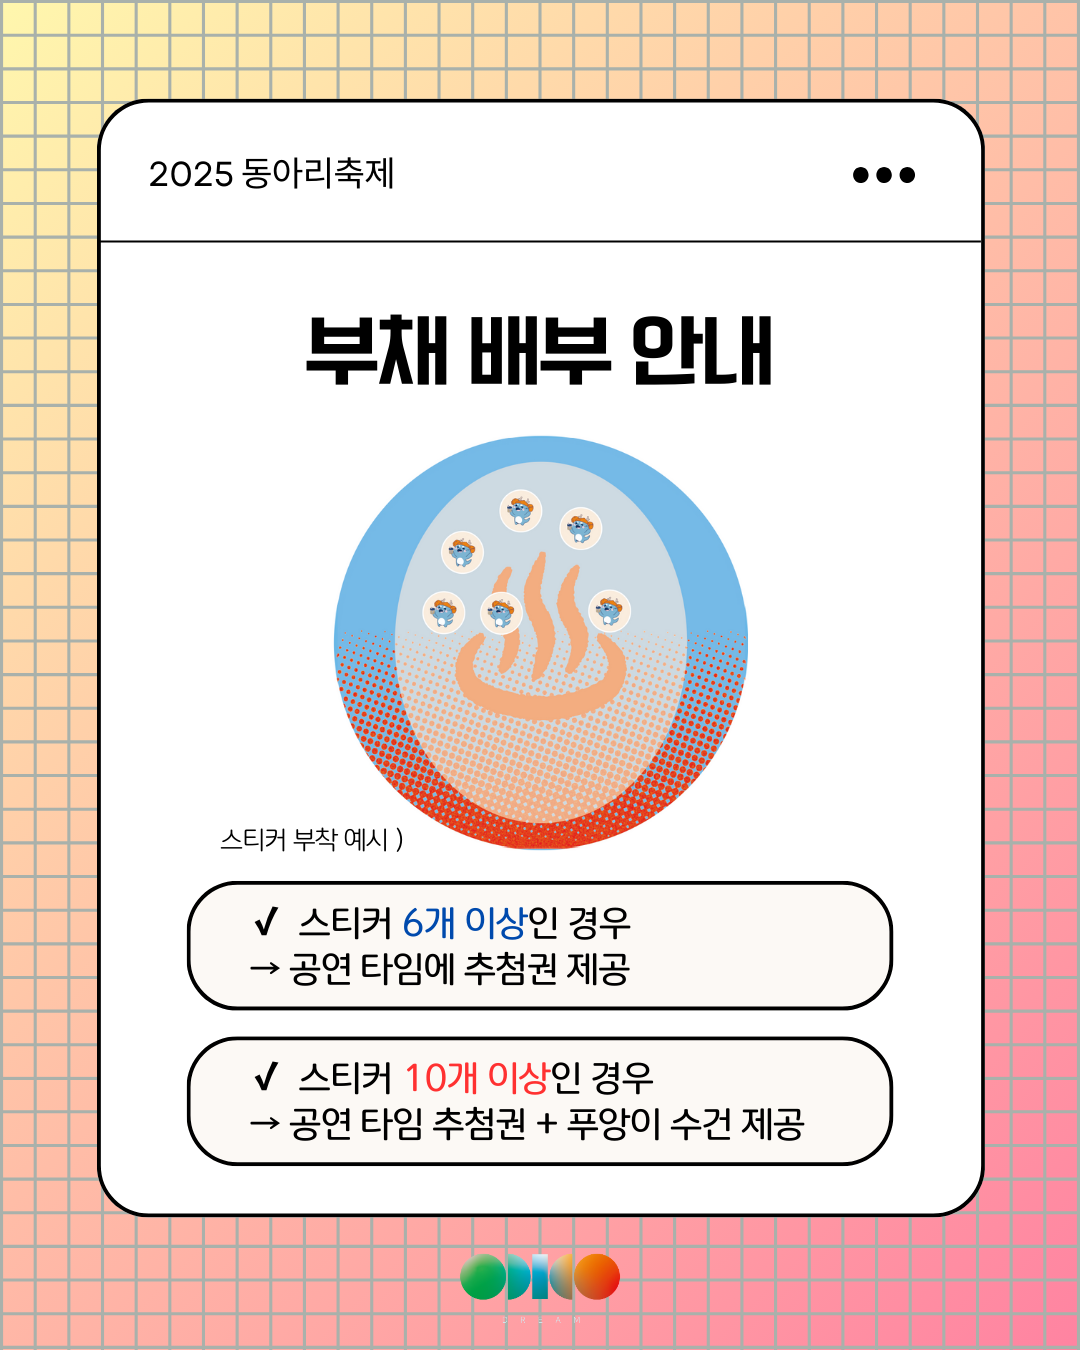 2025 동아리축제
부채 배부 안내
스티커 부착 예시 )
✓ 스티커 6개 이상인 경우
→ 공연 타임에 추첨권 제공
✓ 스티커 10개 이상인 경우
→ 공연 타임 추첨권 + 푸앙이 수건 제공
DREAM